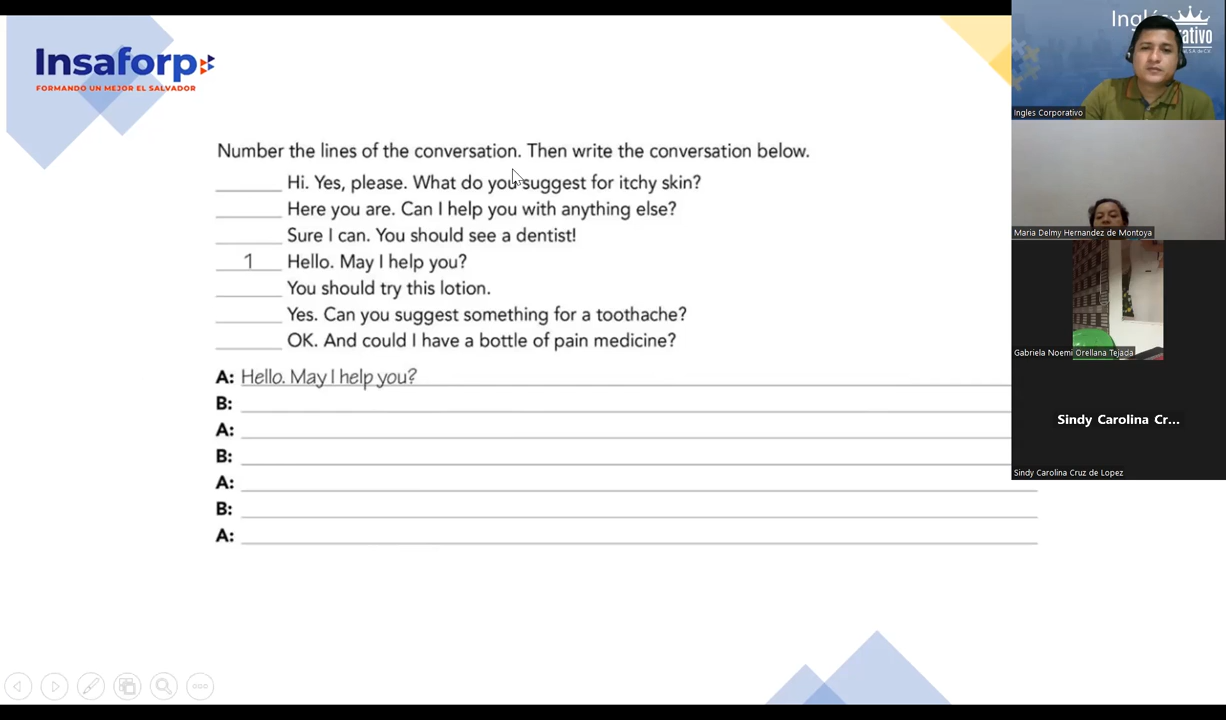 Insaforp
FORMANDO UN MEJOR EL SALVADOR
Number the lines of the conversation. Then write the conversation below.
Hi. Yes, please. What do you suggest for itchy skin?
Here you are. Can I help you with anything else?
Sure I can. You should see a dentist!
1 Hello. May I help you?
You should try this lotion.
Yes. Can you suggest something for a toothache?
OK. And could I have a bottle of pain medicine?
A: Hello. May I help you?
B:
A:
B:
A:
B:
A:
Ingles Corporativo
Maria Delmy Hernandez de Montoya
Gabriela Noemi Orellana Tejada
Sindy Carolina Cr...
Sindy Carolina Cruz de Lopez